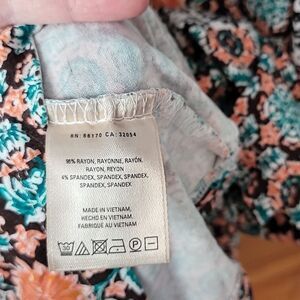 RN: 88170 CA: 32054
96% RAYON, RAYONNE, RAYÓN,
RAYON, REYON
4% SPANDEX, SPANDEX, SPANDEX,
SPANDEX, SPANDEX
MADE IN VIETNAM
HECHO EN VIETNAM
FABRIQUÉ AU VIETNAM
P